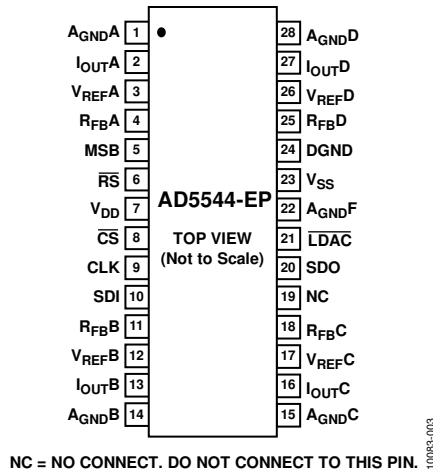 AGNDA 1
IOUTA 2
VREFA 3
RFBA 4
MSB 5
RS 6
VDD 7
CS 8
CLK 9
SDI 10
RFBB 11
VREFB 12
IOUTB 13
AGNDB 14
AD5544-EP
TOP VIEW
(Not to Scale)
28 AGNDD
27 IOUTD
26 VREFD
25 RFBD
24 DGND
23 VSS
22 AGNDF
21 LDAC
20 SDO
19 NC
18 RFBC
17 VREFC
16 IOUTC
15 AGNDC
NC = NO CONNECT. DO NOT CONNECT TO THIS PIN.
10083-003